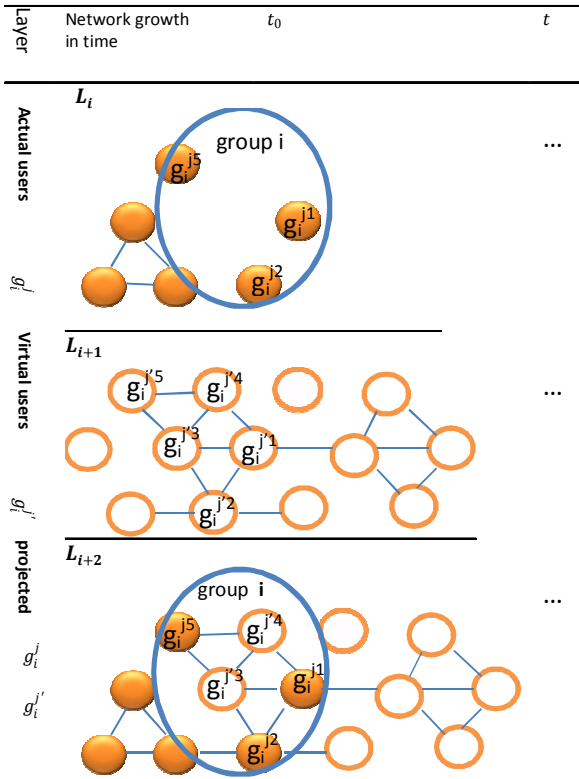 Layer
Network growth
in time
t₀
t
Actual users
gᵢʲ
Lᵢ
group i
gᵢʲ⁵
gᵢʲ¹
gᵢʲ²
...
Virtual users
gᵢʲ'
Lᵢ₊₁
gᵢʲ'⁵
gᵢʲ'⁴
gᵢʲ'³
gᵢʲ'¹
gᵢʲ'²
...
projected
gᵢʲ
gᵢʲ'
Lᵢ₊₂
group i
gᵢʲ⁵
gᵢʲ'⁴
gᵢʲ'³
gᵢʲ¹
gᵢʲ²
...